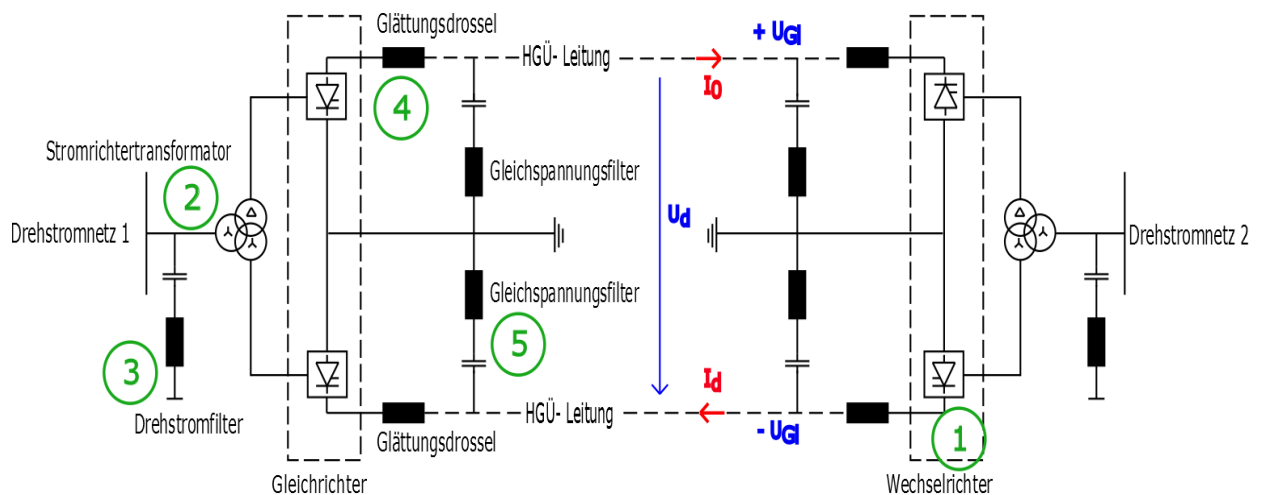 Glättungsdrossel
+ UGl
HGÜ- Leitung
I0
4
Stromrichtertransformator
2
Gleichspannungsfilter
Ud
Drehstromnetz 1
Drehstromnetz 2
Gleichspannungsfilter
5
3
Id
HGÜ- Leitung
Drehstromfilter
- UGl
1
Glättungsdrossel
Gleichrichter
Wechselrichter